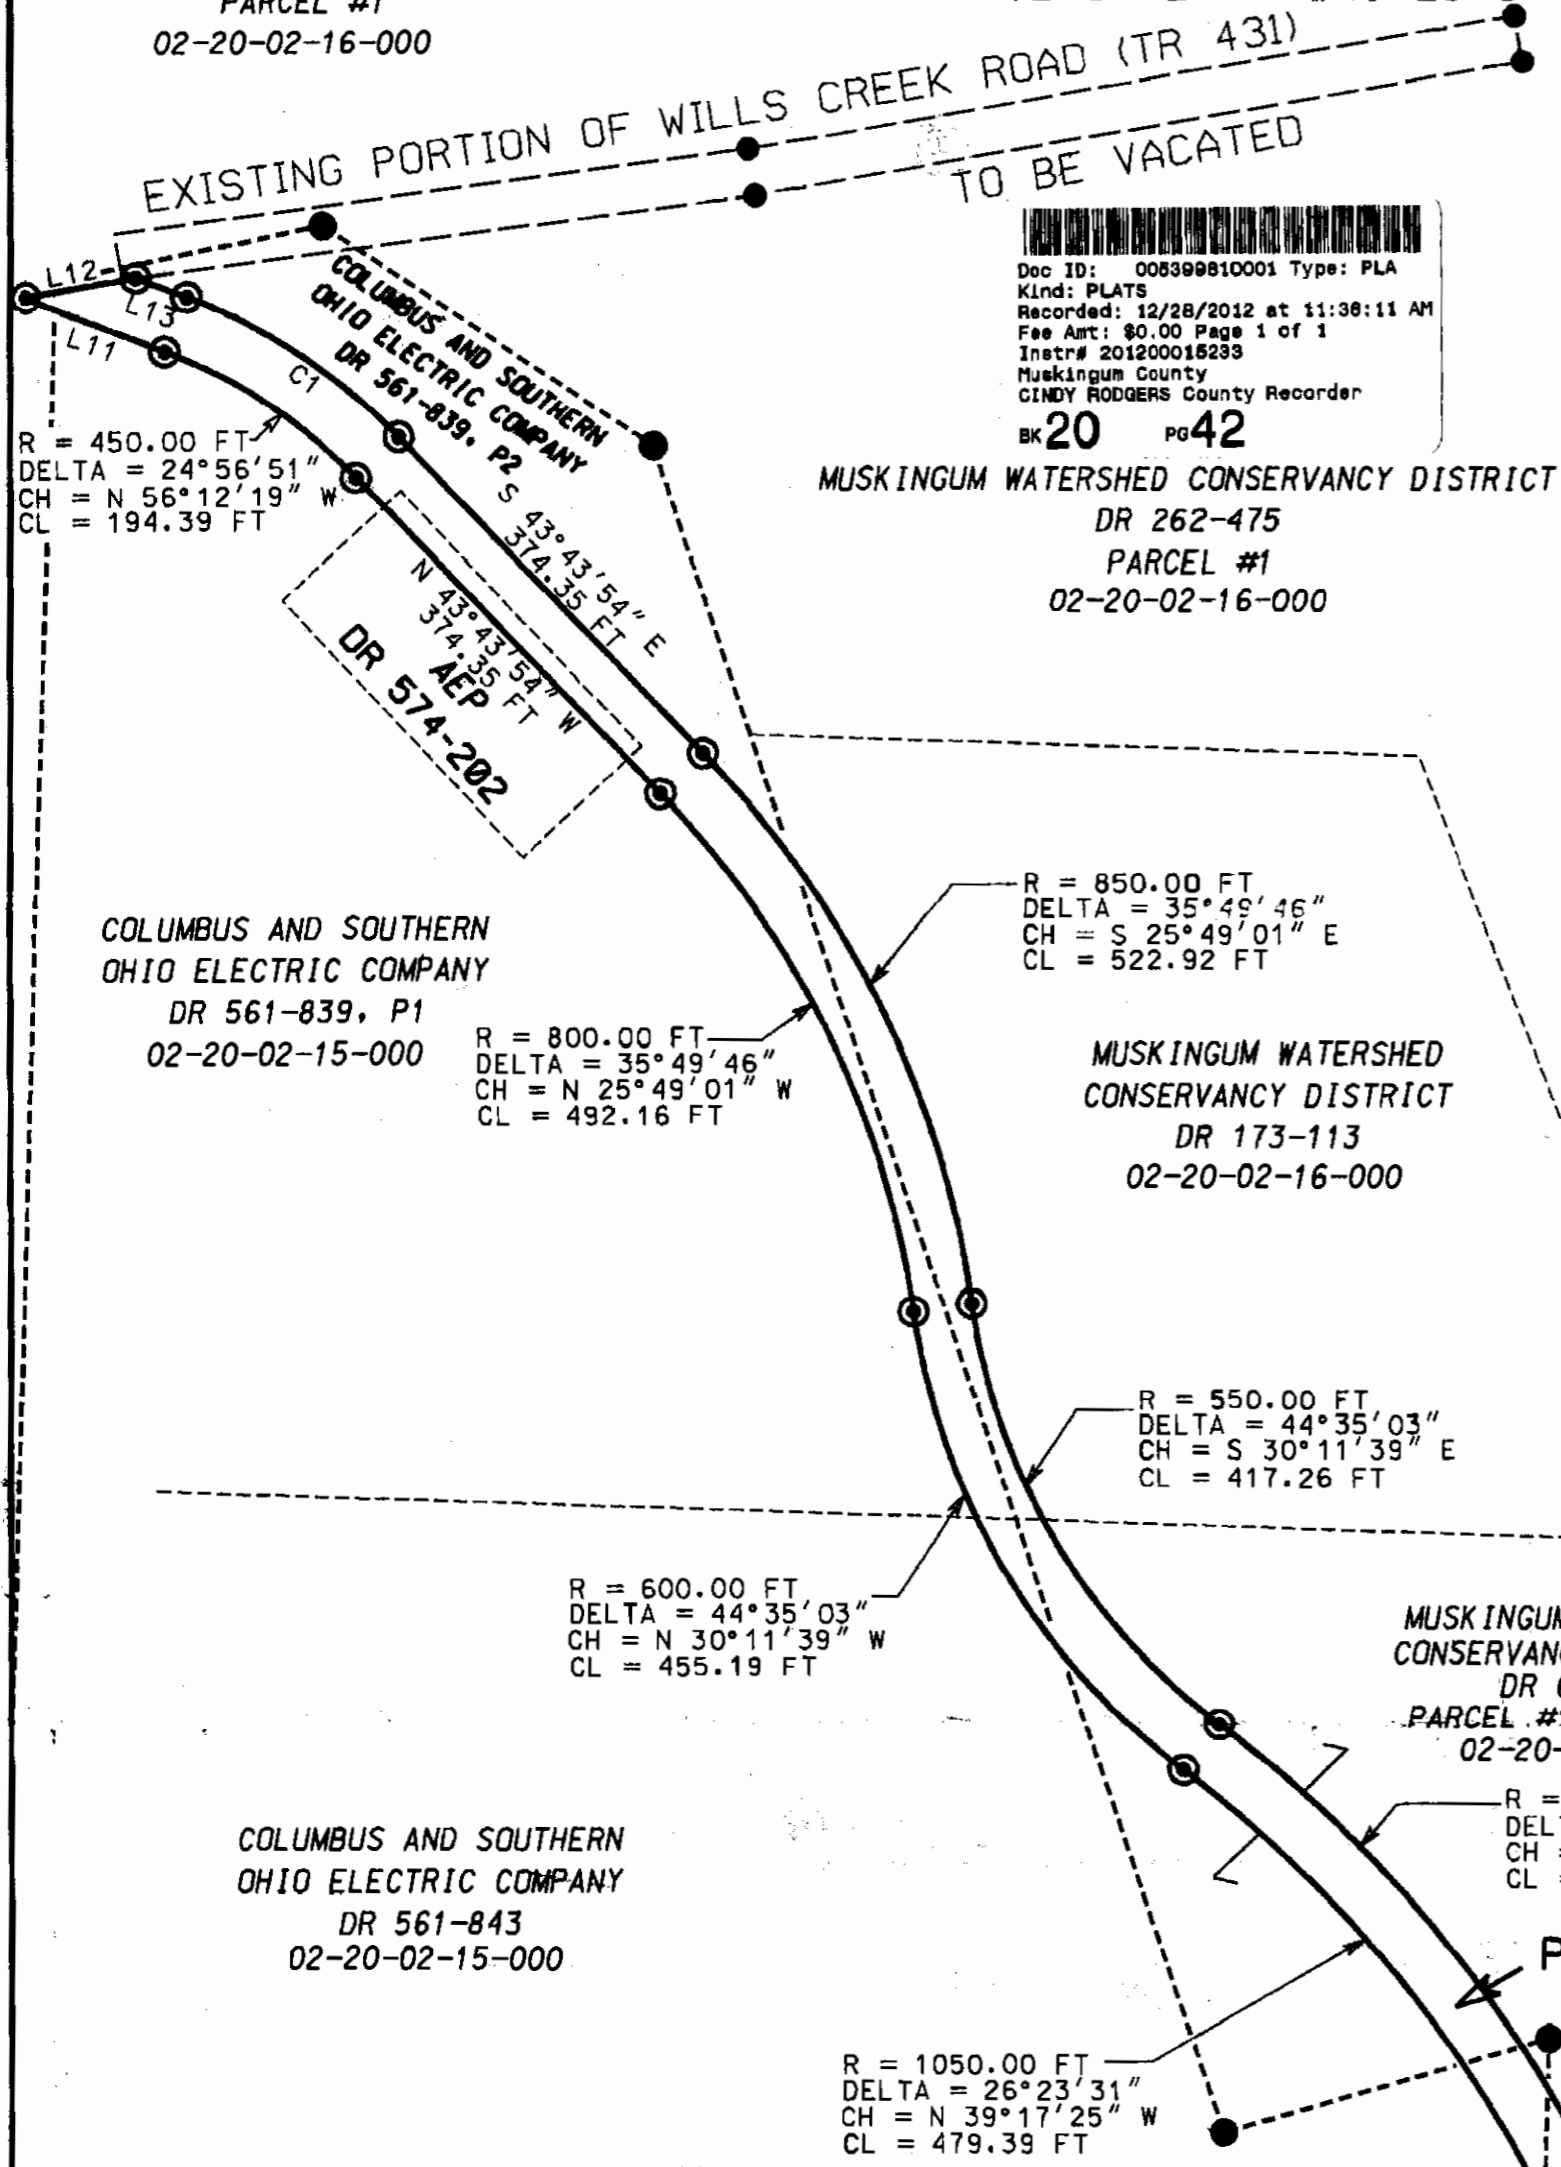 PARCEL #1
02-20-02-16-000
EXISTING PORTION OF WILLS CREEK ROAD (TR 431)
TO BE VACATED
Doc ID: 005399810001 Type: PLA
Kind: PLATS
Recorded: 12/28/2012 at 11:36:11 AM
Fee Amt: $0.00 Page 1 of 1
Instr# 201200015233
Muskingum County
CINDY RODGERS County Recorder
BK 20 PG 42
L12
L13
L11
C1
COLUMBUS AND SOUTHERN
OHIO ELECTRIC COMPANY
DR 561-839, P2
R = 450.00 FT
DELTA = 24°56'51"
CH = N 56°12'19" W
CL = 194.39 FT
MUSKINGUM WATERSHED CONSERVANCY DISTRICT
DR 262-475
PARCEL #1
02-20-02-16-000
S 43°43'54" E
374.35 FT
N 43°43'54" W
374.35 FT
AEP
DR 574-202
R = 850.00 FT
DELTA = 35°49'46"
CH = S 25°49'01" E
CL = 522.92 FT
COLUMBUS AND SOUTHERN
OHIO ELECTRIC COMPANY
DR 561-839, P1
02-20-02-15-000
R = 800.00 FT
DELTA = 35°49'46"
CH = N 25°49'01" W
CL = 492.16 FT
MUSKINGUM WATERSHED
CONSERVANCY DISTRICT
DR 173-113
02-20-02-16-000
R = 550.00 FT
DELTA = 44°35'03"
CH = S 30°11'39" E
CL = 417.26 FT
R = 600.00 FT
DELTA = 44°35'03"
CH = N 30°11'39" W
CL = 455.19 FT
MUSKINGUM
CONSERVANC
DR
PARCEL #
02-20-
R =
DEL
CH =
CL =
COLUMBUS AND SOUTHERN
OHIO ELECTRIC COMPANY
DR 561-843
02-20-02-15-000
P
R = 1050.00 FT
DELTA = 26°23'31"
CH = N 39°17'25" W
CL = 479.39 FT